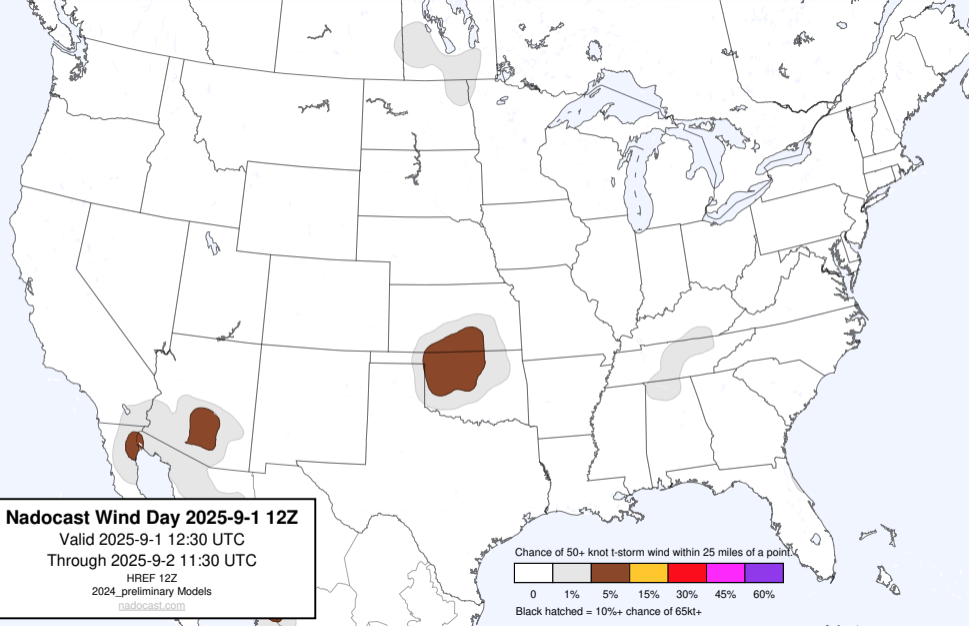 Nadocast Wind Day 2025-9-1 12Z
Valid 2025-9-1 12:30 UTC
Through 2025-9-2 11:30 UTC
HREF 12Z
2024_preliminary Models
nadocast.com
Chance of 50+ knot t-storm wind within 25 miles of a point.
0 1% 5% 15% 30% 45% 60%
Black hatched = 10%+ chance of 65kt+